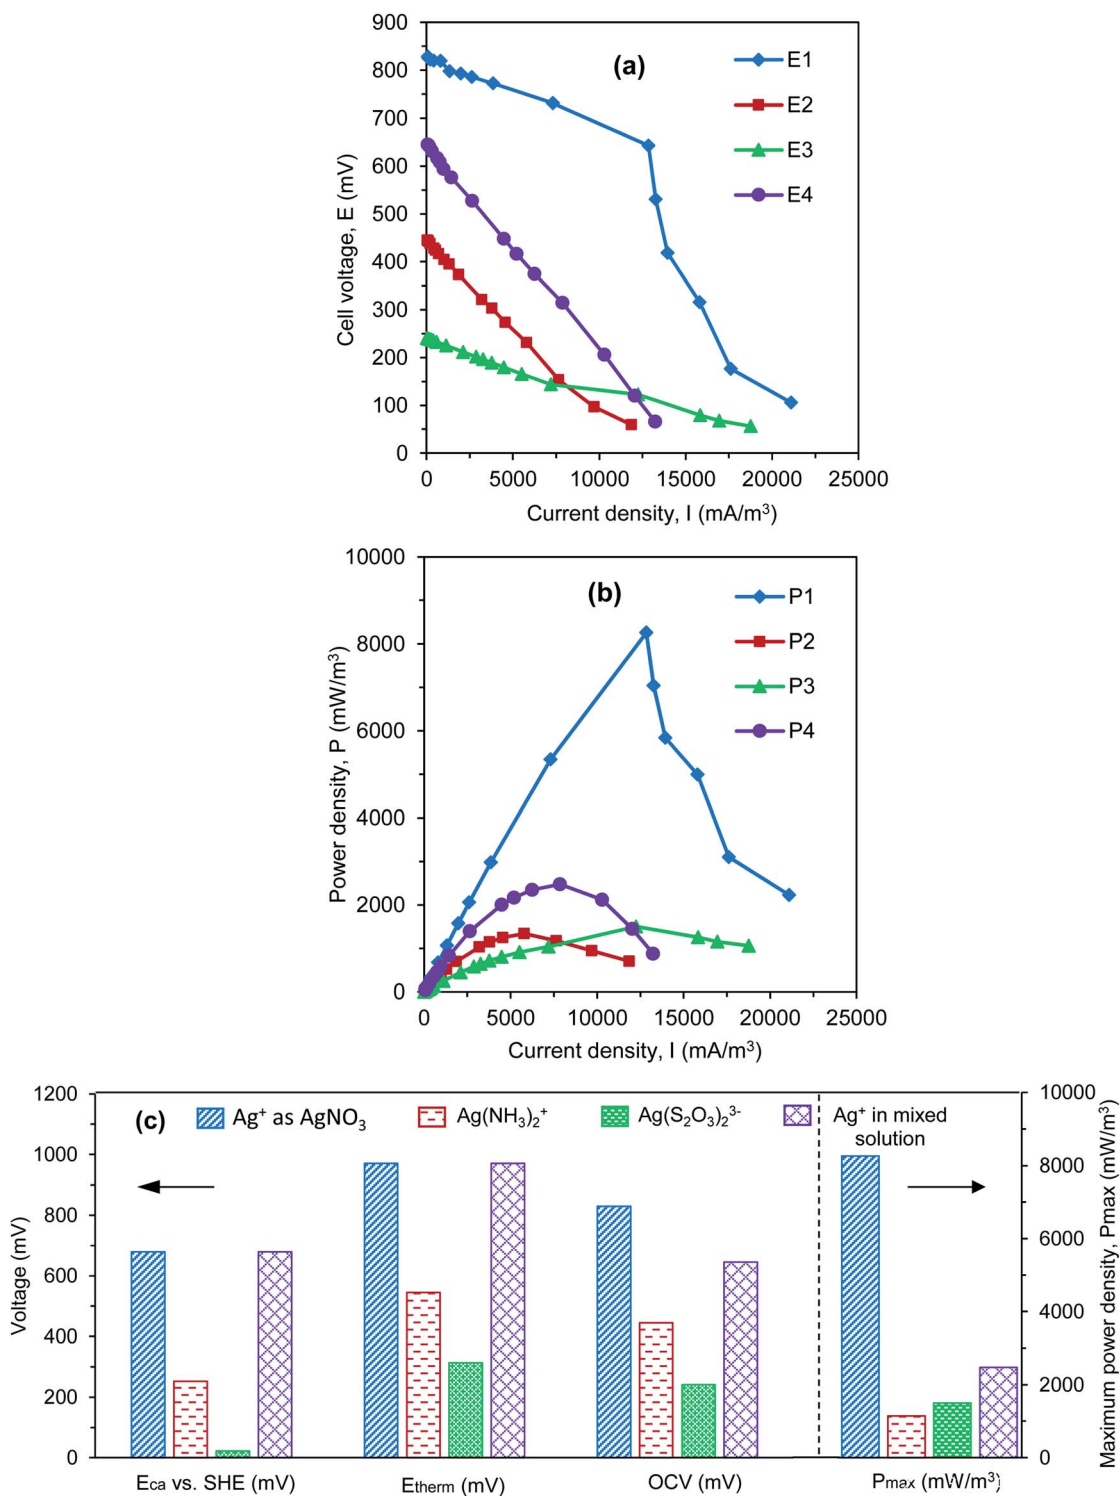 900
800
700
600
500
400
300
200
100
0
Cell voltage, E (mV)
(a)
E1
E2
E3
E4
0 5000 10000 15000 20000 25000
Current density, I (mA/m³)
10000
8000
6000
4000
2000
0
Power density, P (mW/m³)
(b)
P1
P2
P3
P4
0 5000 10000 15000 20000 25000
Current density, I (mA/m³)
1200
1000
800
600
400
200
0
Voltage (mV)
(c)
Ag⁺ as AgNO₃
Ag(NH₃)₂⁺
Ag(S₂O₃)₂³⁻
Ag⁺ in mixed
solution
10000
8000
6000
4000
2000
0
Maximum power density, Pmax (mW/m³)
Eca vs. SHE (mV)
Etherm (mV)
OCV (mV)
Pmax (mW/m³)